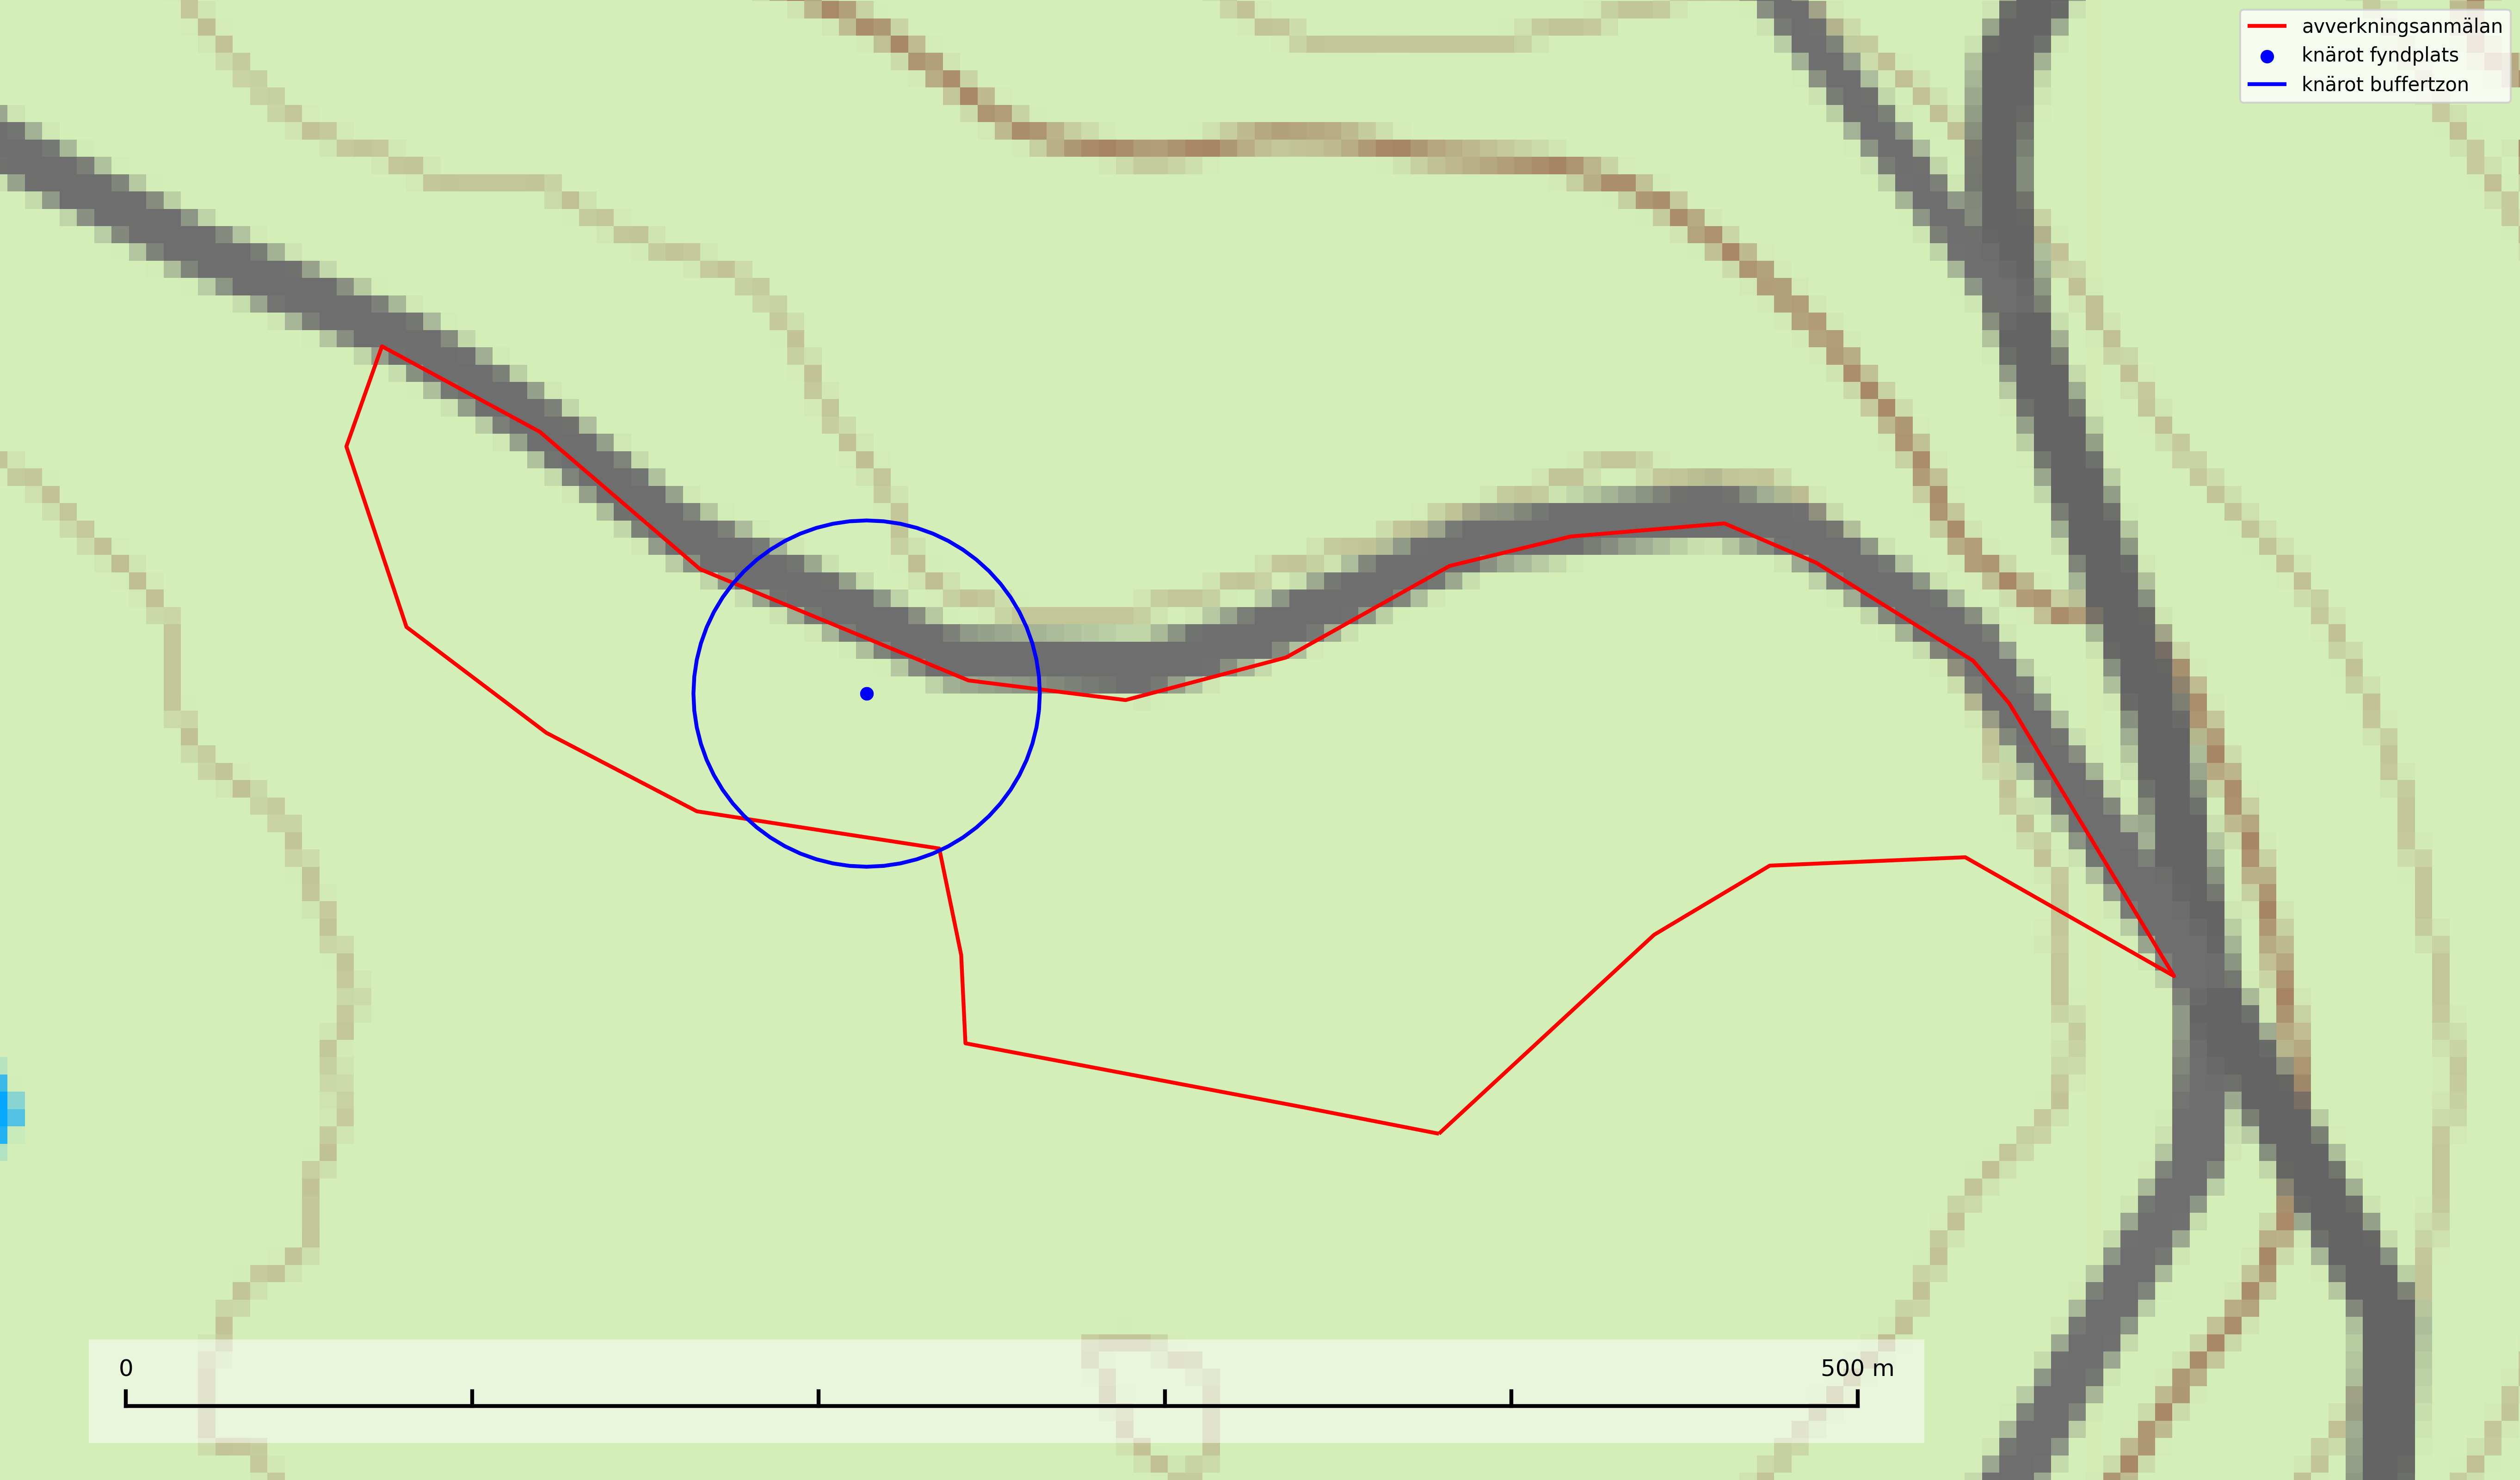 avverkningsanmälan
knärot fyndplats
knärot buffertzon
0
500 m